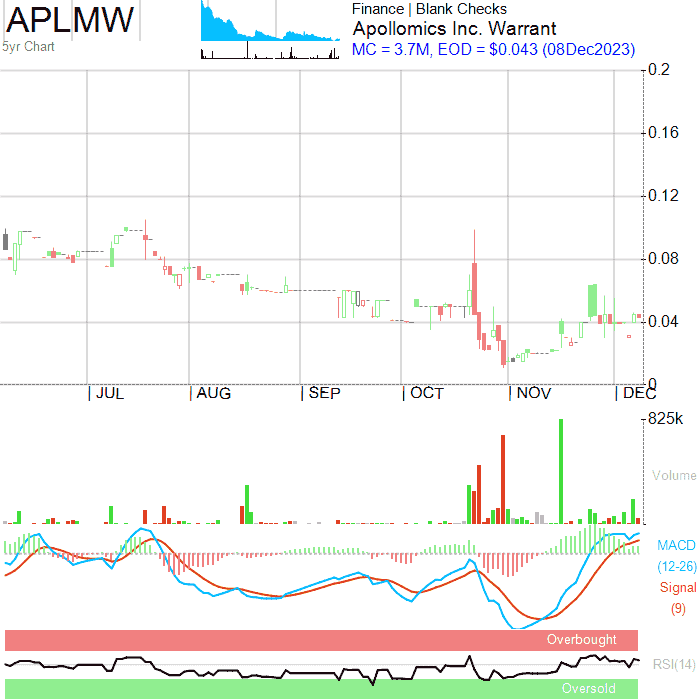 APLMW
5yr Chart
Finance | Blank Checks
Apollomics Inc. Warrant
MC = 3.7M, EOD = $0.043 (08Dec2023)
0.2
0.16
0.12
0.08
0.04
0
JUL AUG SEP OCT NOV DEC
825k
Volume
MACD
(12-26)
Signal
(9)
Overbought
RSI(14)
Oversold